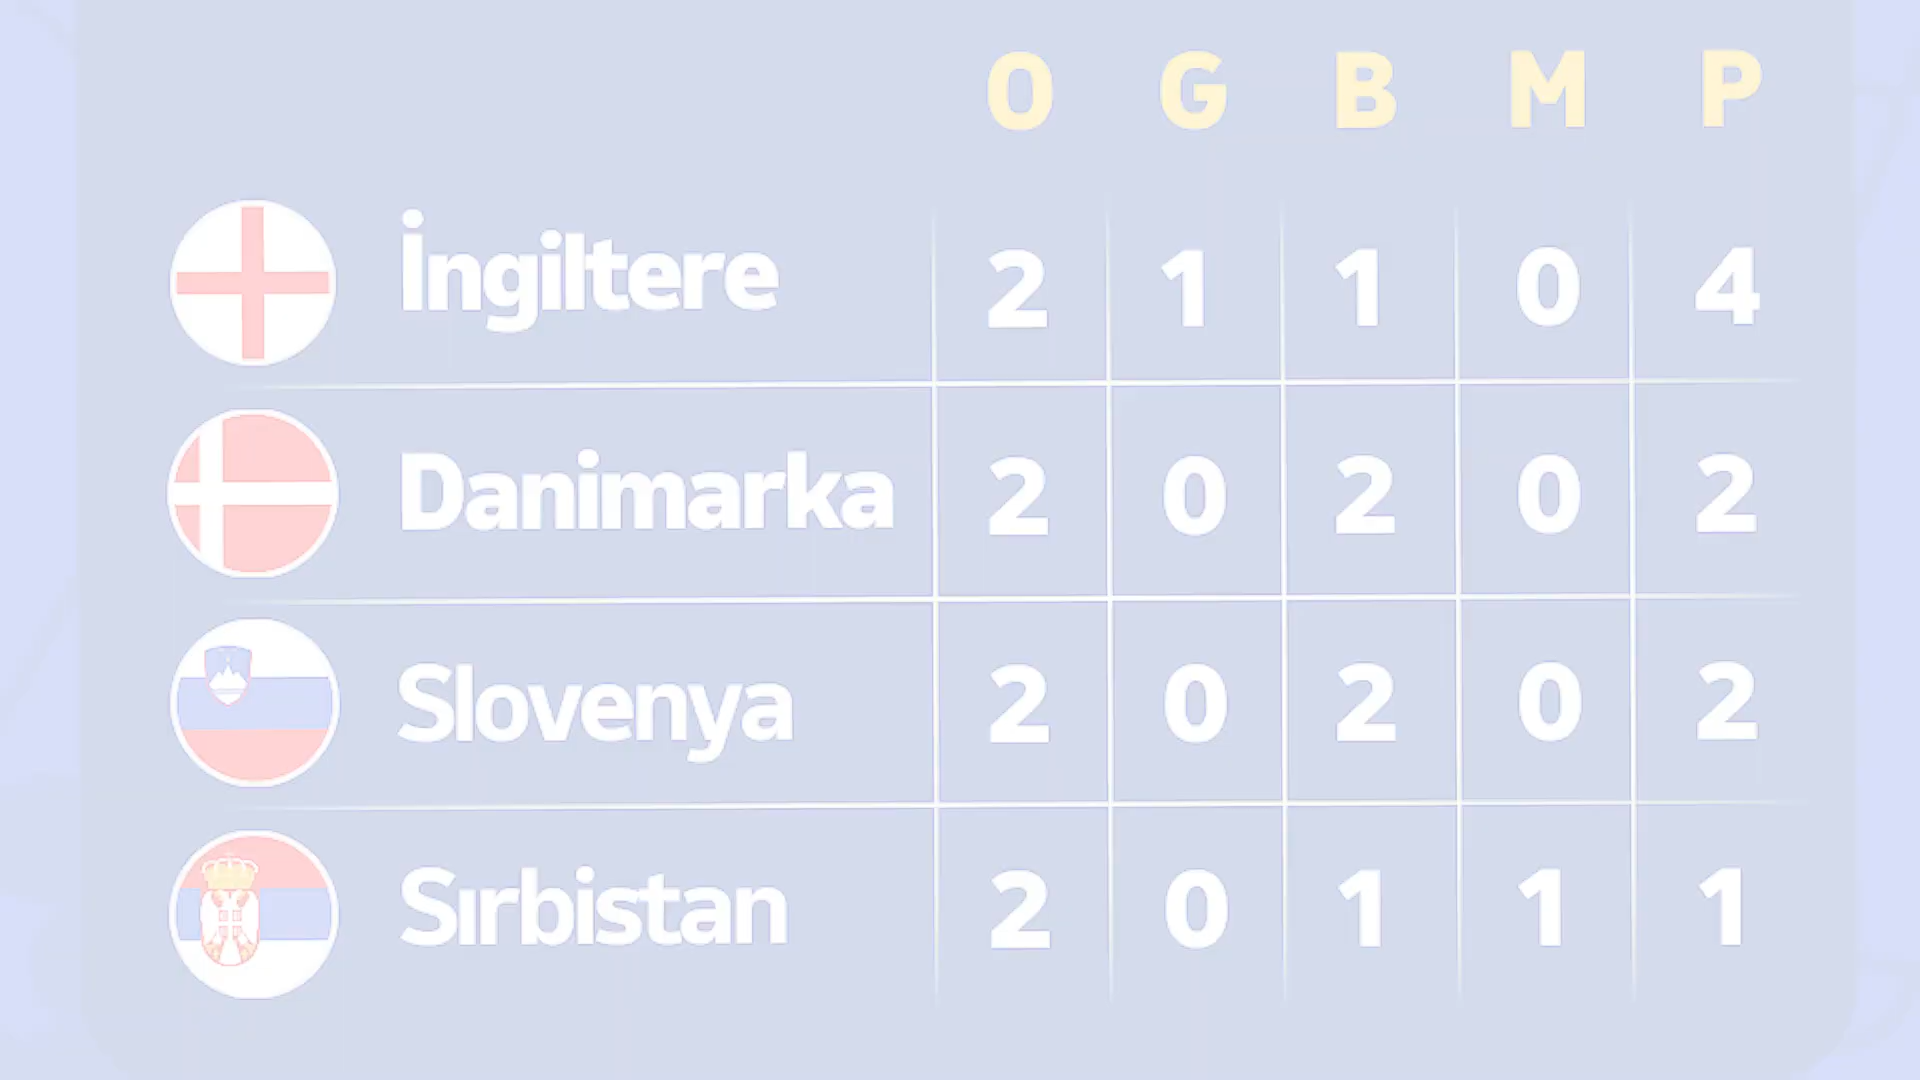 O G B M P
İngiltere 2 1 1 0 4
Danimarka 2 0 2 0 2
Slovenya 2 0 2 0 2
Sırbistan 2 0 1 1 1